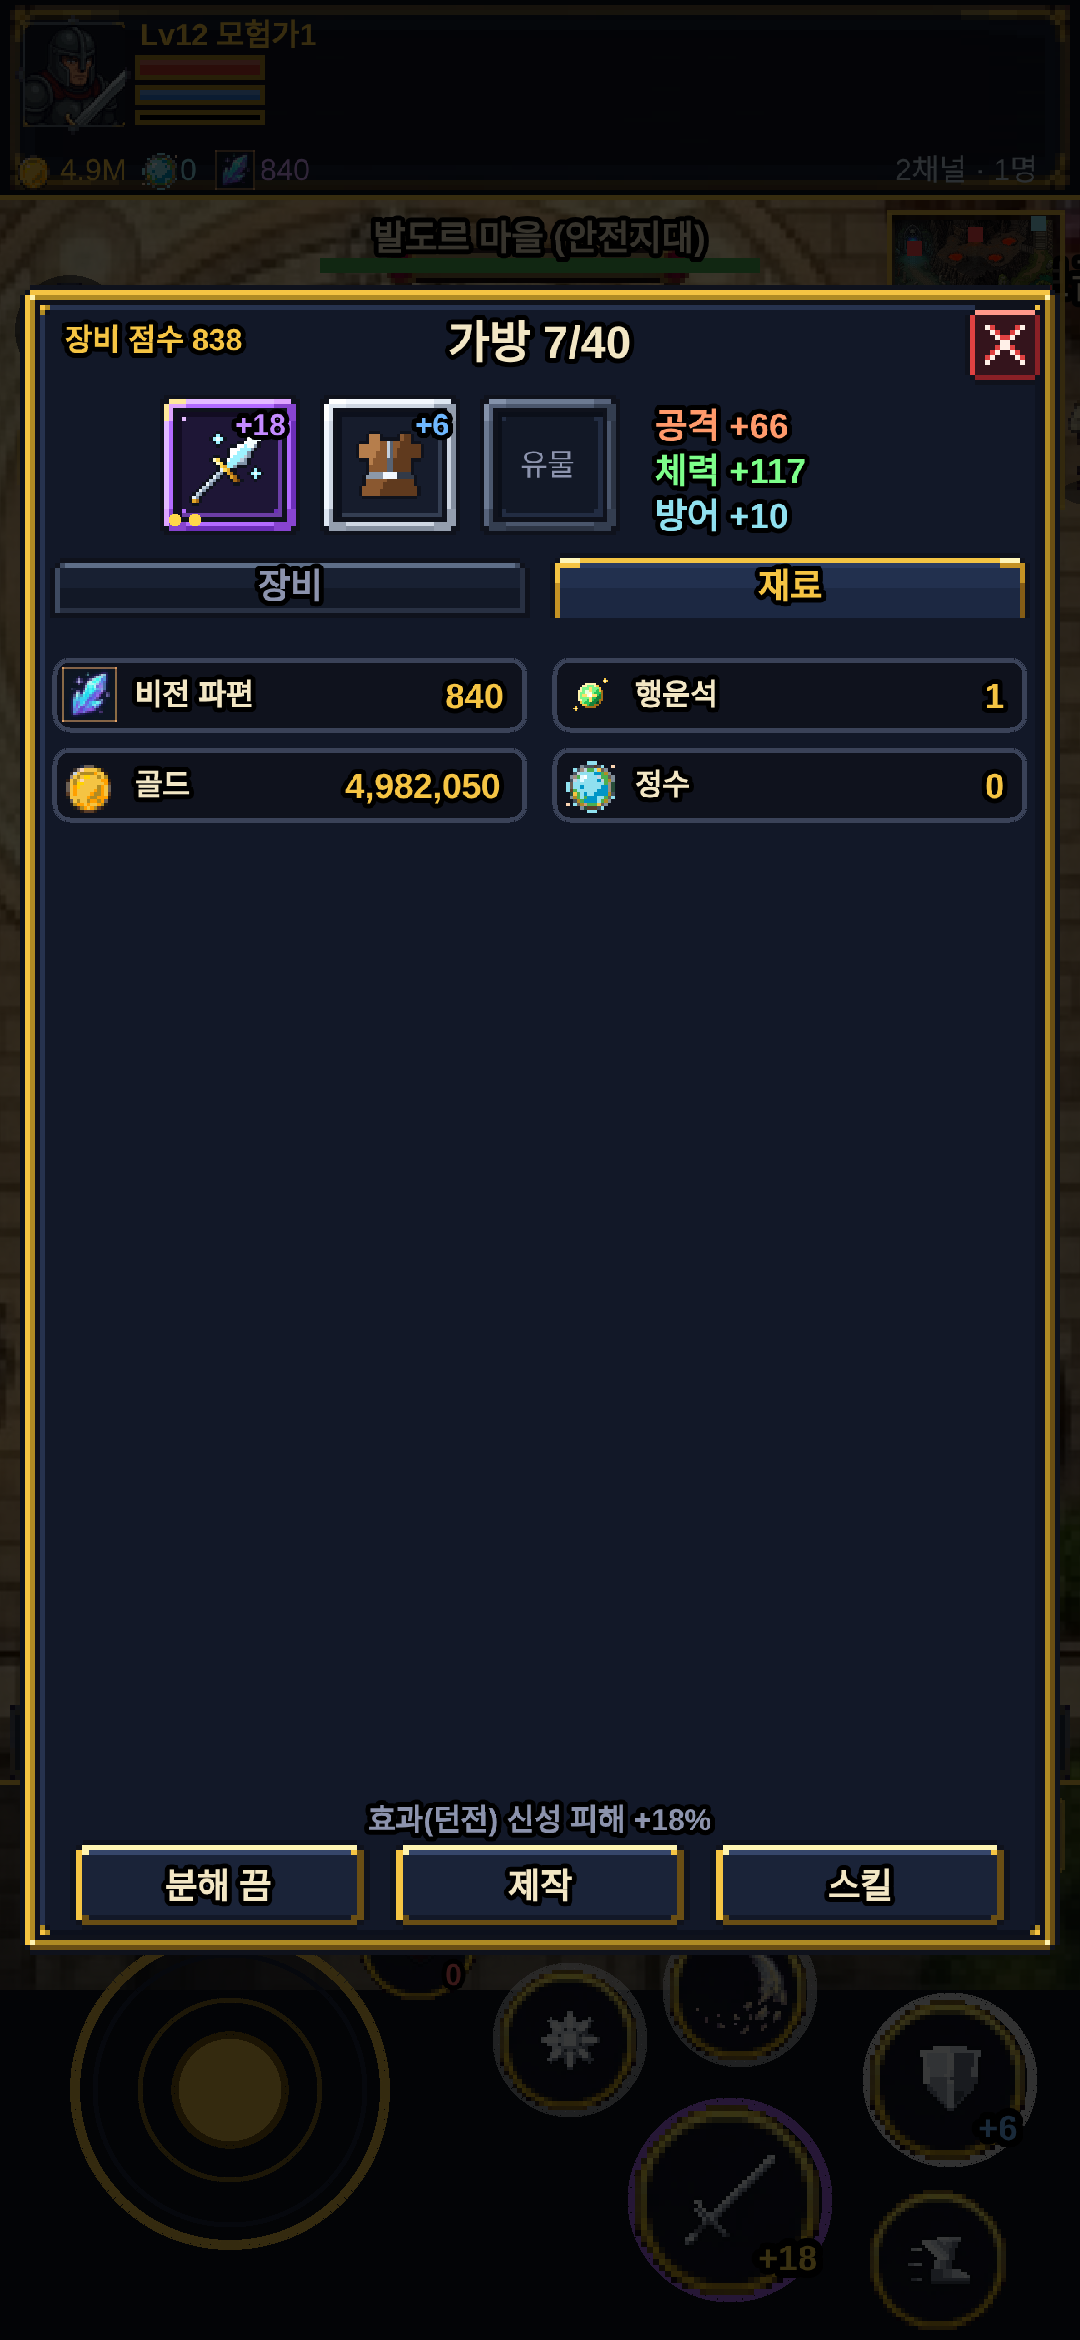 Lv12 모험가1
4.9M 0 840 2채널 · 1명
발도르 마을 (안전지대)
장비 점수 838
가방 7/40
+18
+6
유물
공격 +66
체력 +117
방어 +10
장비
재료
비전 파편 840
행운석 1
골드 4,982,050
정수 0
효과(던전) 신성 피해 +18%
분해 끔
제작
스킬
0
+6
+18